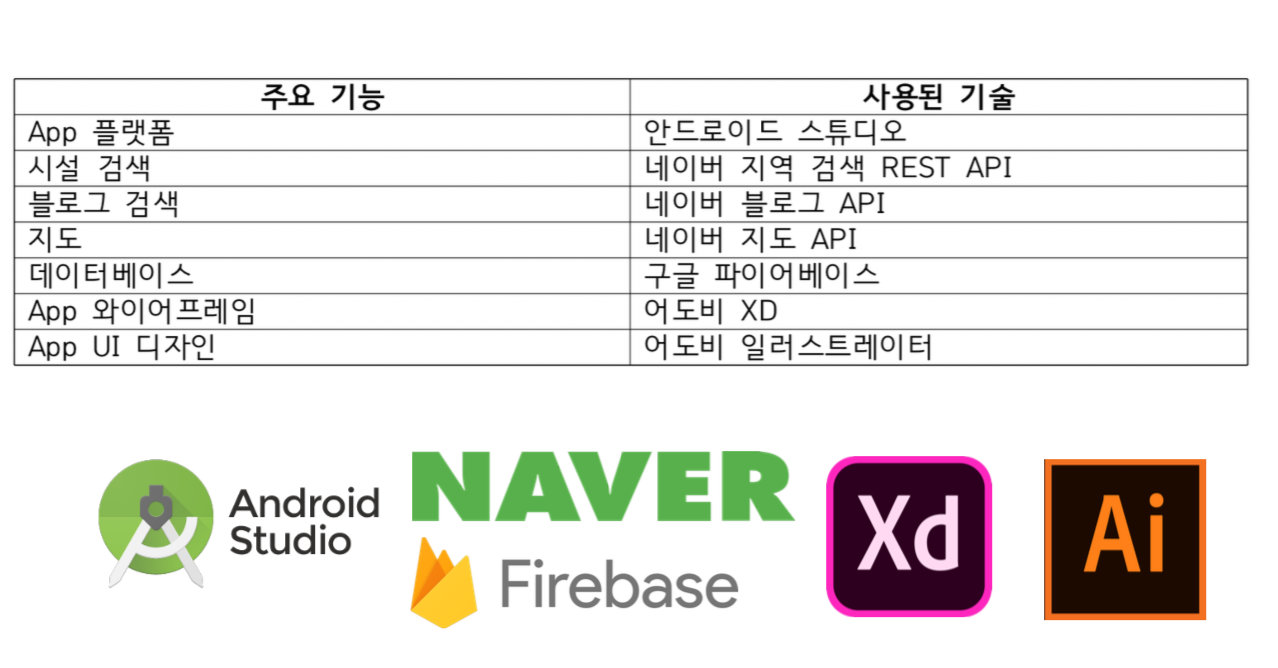 주요 기능 사용된 기술
App 플랫폼 안드로이드 스튜디오
시설 검색 네이버 지역 검색 REST API
블로그 검색 네이버 블로그 API
지도 네이버 지도 API
데이터베이스 구글 파이어베이스
App 와이어프레임 어도비 XD
App UI 디자인 어도비 일러스트레이터
Android
Studio
NAVER
Firebase
Xd
Ai